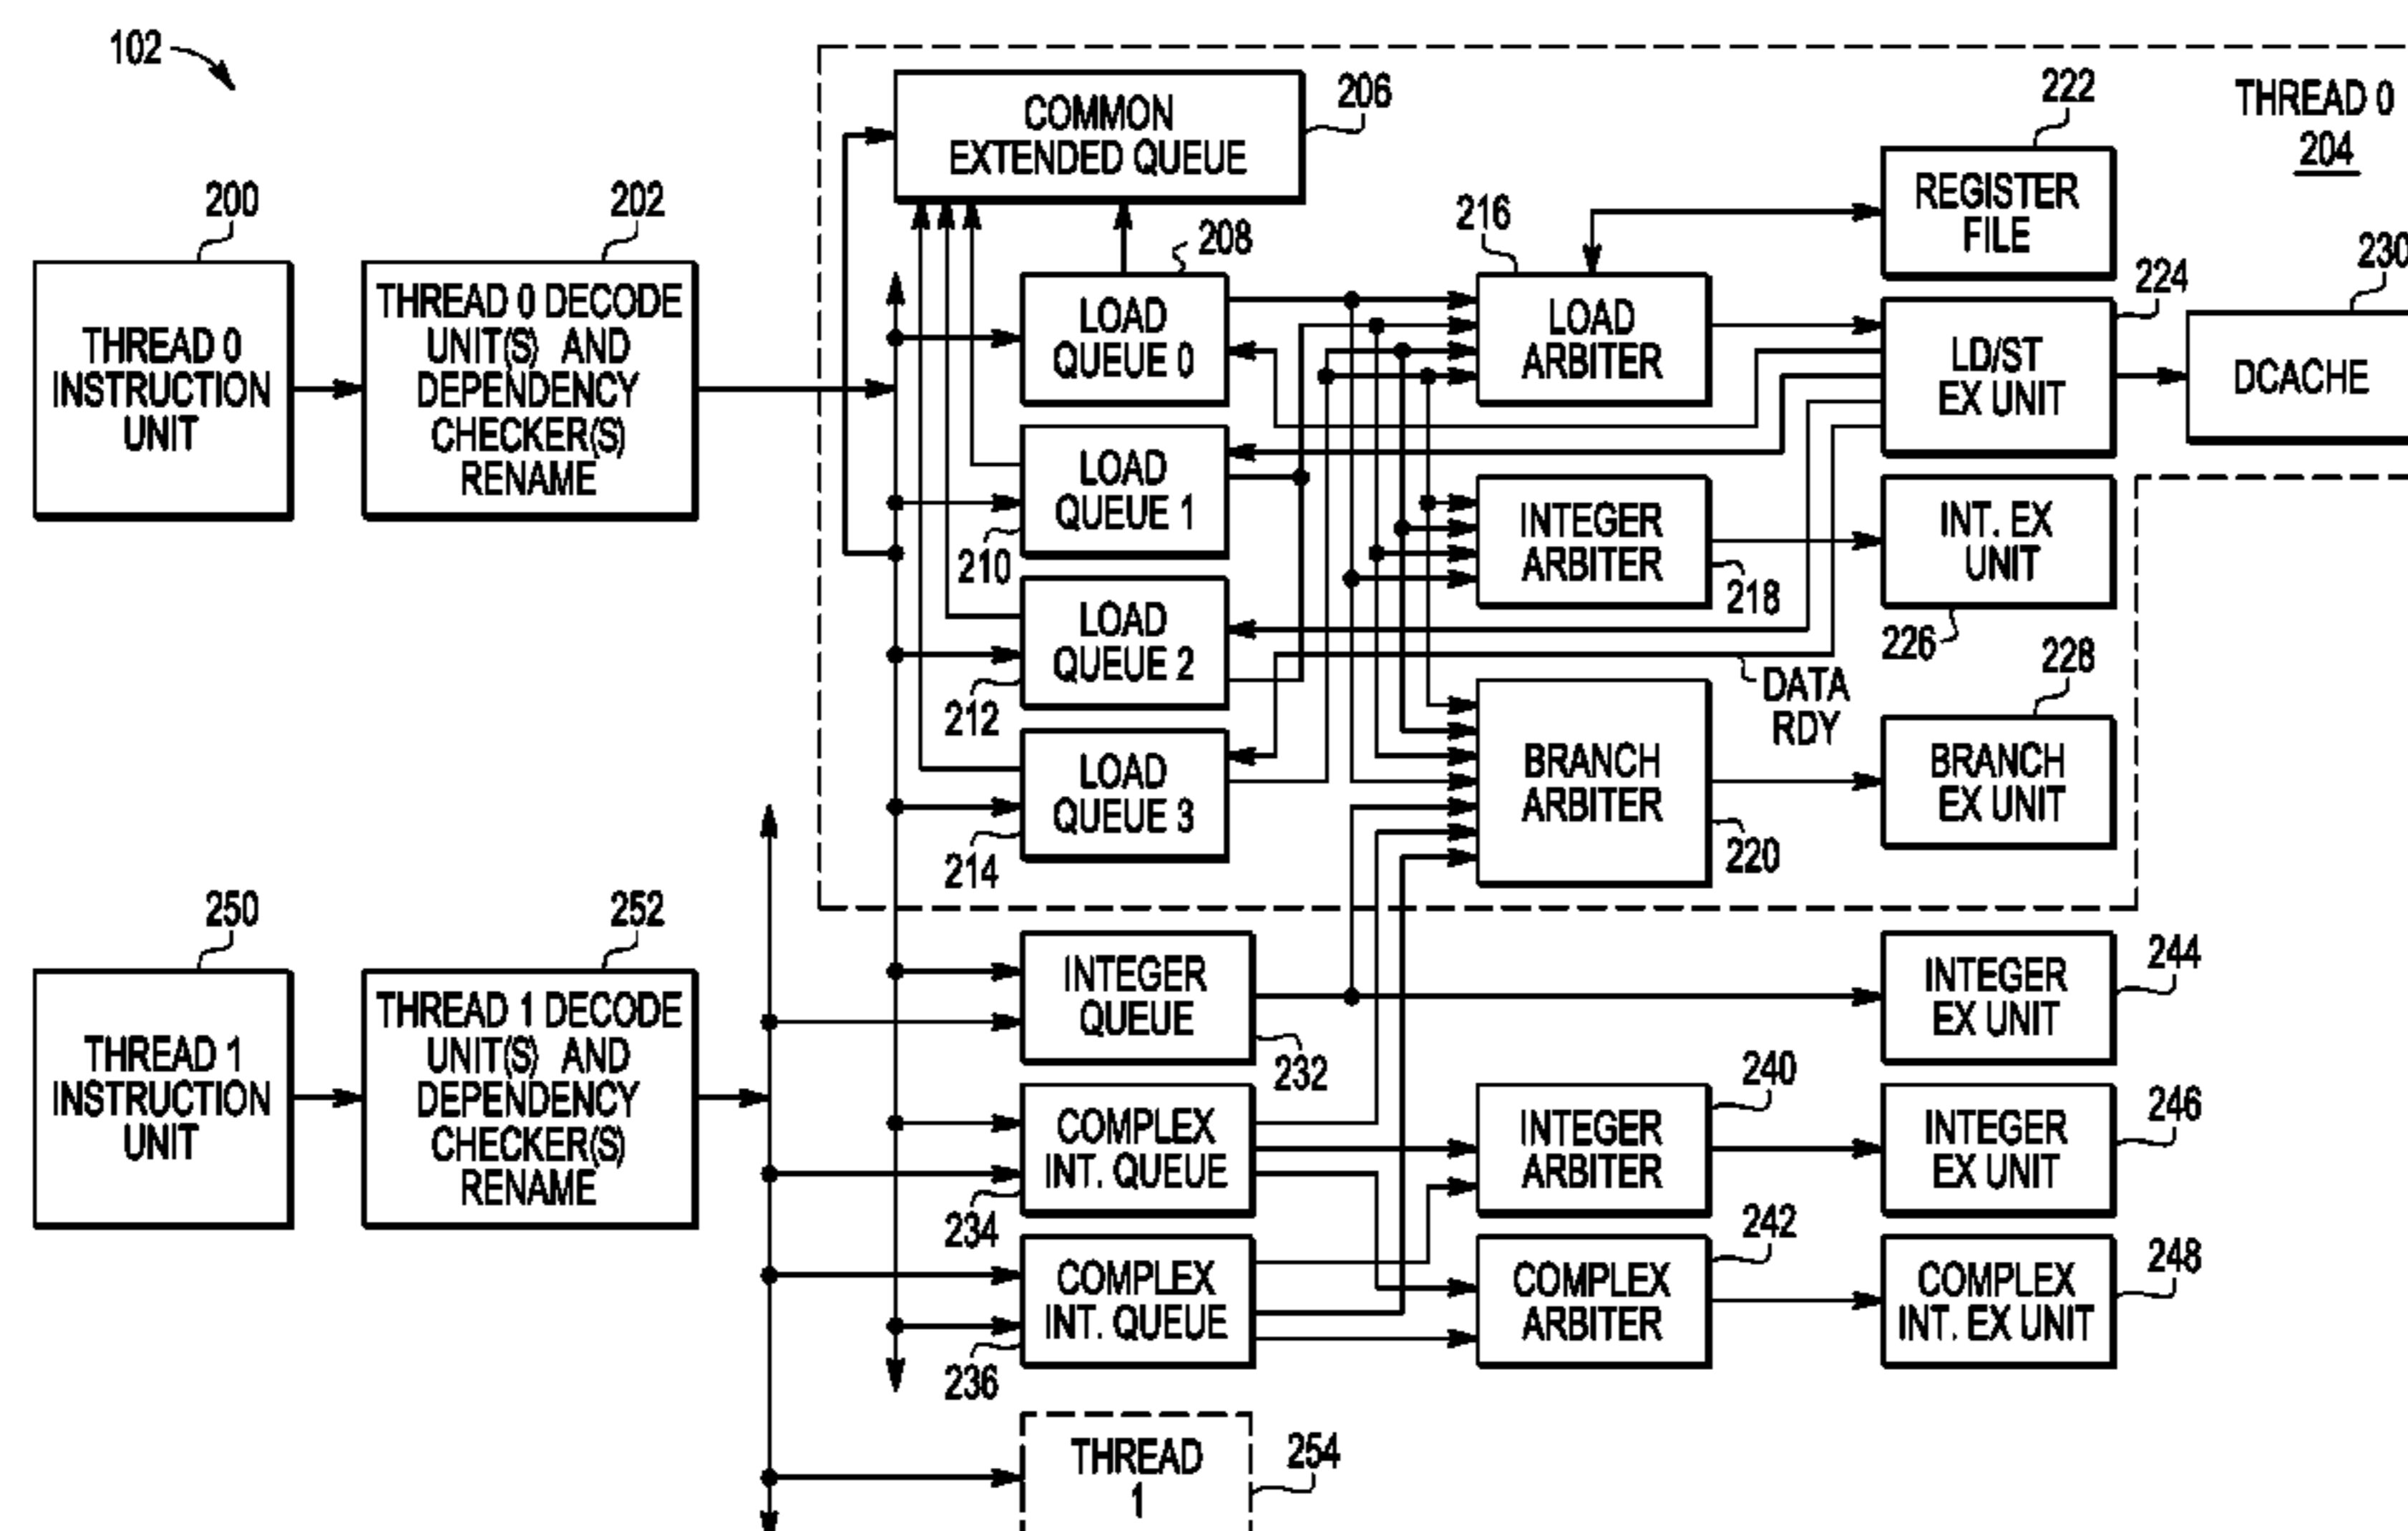 102
COMMON
EXTENDED QUEUE
206
222
THREAD 0
204
200
202
208
216
REGISTER
FILE
230
224
THREAD 0
INSTRUCTION
UNIT
THREAD 0 DECODE
UNIT(S) AND
DEPENDENCY
CHECKER(S)
RENAME
LOAD
QUEUE 0
LOAD
ARBITER
LD/ST
EX UNIT
DCACHE
LOAD
QUEUE 1
210
INTEGER
ARBITER
218
INT. EX
UNIT
226
LOAD
QUEUE 2
212
DATA
RDY
228
LOAD
QUEUE 3
214
BRANCH
ARBITER
220
BRANCH
EX UNIT
250
252
THREAD 1
INSTRUCTION
UNIT
THREAD 1 DECODE
UNIT(S) AND
DEPENDENCY
CHECKER(S)
RENAME
INTEGER
QUEUE
232
INTEGER
EX UNIT
244
COMPLEX
INT. QUEUE
234
INTEGER
ARBITER
240
INTEGER
EX UNIT
246
COMPLEX
INT. QUEUE
236
COMPLEX
ARBITER
242
COMPLEX
INT. EX UNIT
248
THREAD
1
254